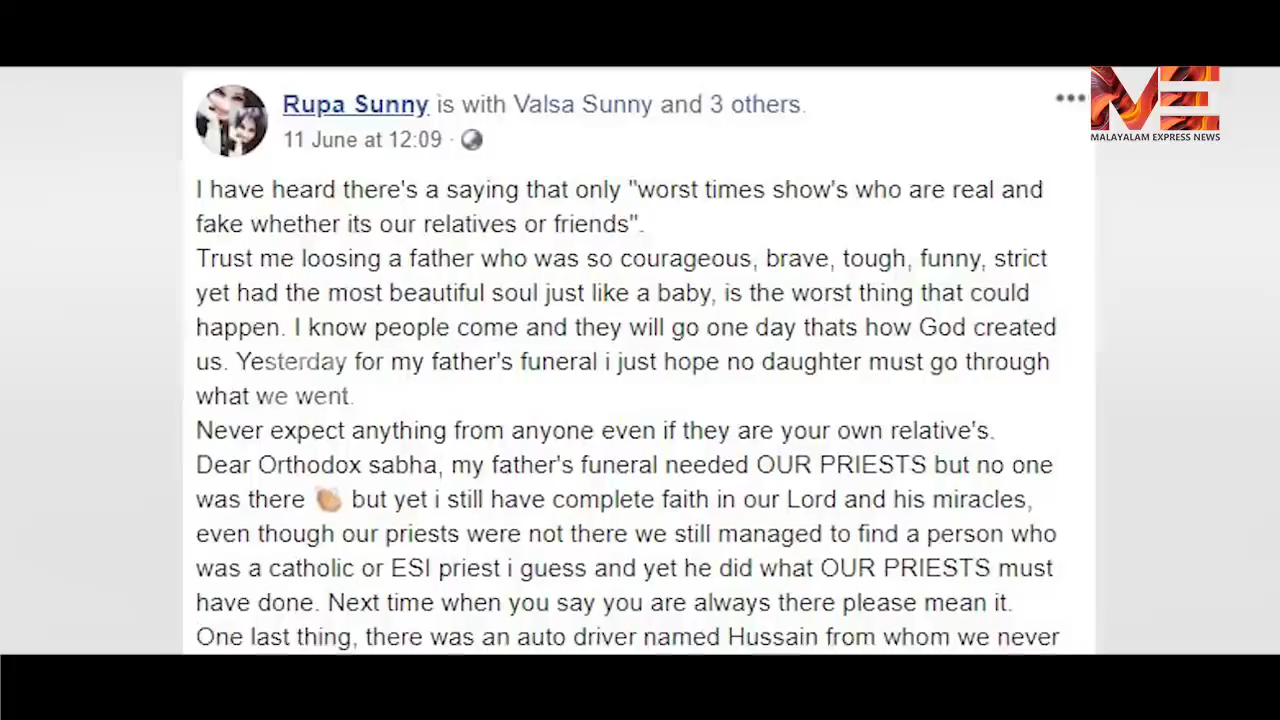 Rupa Sunny is with Valsa Sunny and 3 others.
11 June at 12:09 ·
ME
MALAYALAM EXPRESS NEWS
I have heard there's a saying that only "worst times show's who are real and
fake whether its our relatives or friends".
Trust me loosing a father who was so courageous, brave, tough, funny, strict
yet had the most beautiful soul just like a baby, is the worst thing that could
happen. I know people come and they will go one day thats how God created
us. Yesterday for my father's funeral i just hope no daughter must go through
what we went.
Never expect anything from anyone even if they are your own relative's.
Dear Orthodox sabha, my father's funeral needed OUR PRIESTS but no one
was there 👏 but yet i still have complete faith in our Lord and his miracles,
even though our priests were not there we still managed to find a person who
was a catholic or ESI priest i guess and yet he did what OUR PRIESTS must
have done. Next time when you say you are always there please mean it.
One last thing, there was an auto driver named Hussain from whom we never